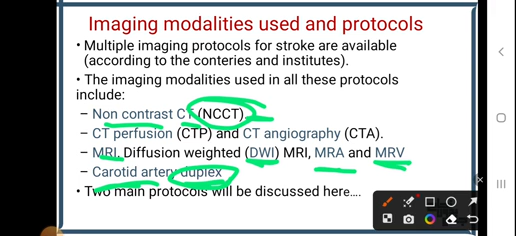 Imaging modalities used and protocols
• Multiple imaging protocols for stroke are available
(according to the conteries and institutes).
• The imaging modalities used in all these protocols
include:
– Non contrast CT (NCCT).
– CT perfusion (CTP) and CT angiography (CTA).
– MRI. Diffusion weighted (DWI) MRI, MRA and MRV
– Carotid artery duplex
• Two main protocols will be discussed here....